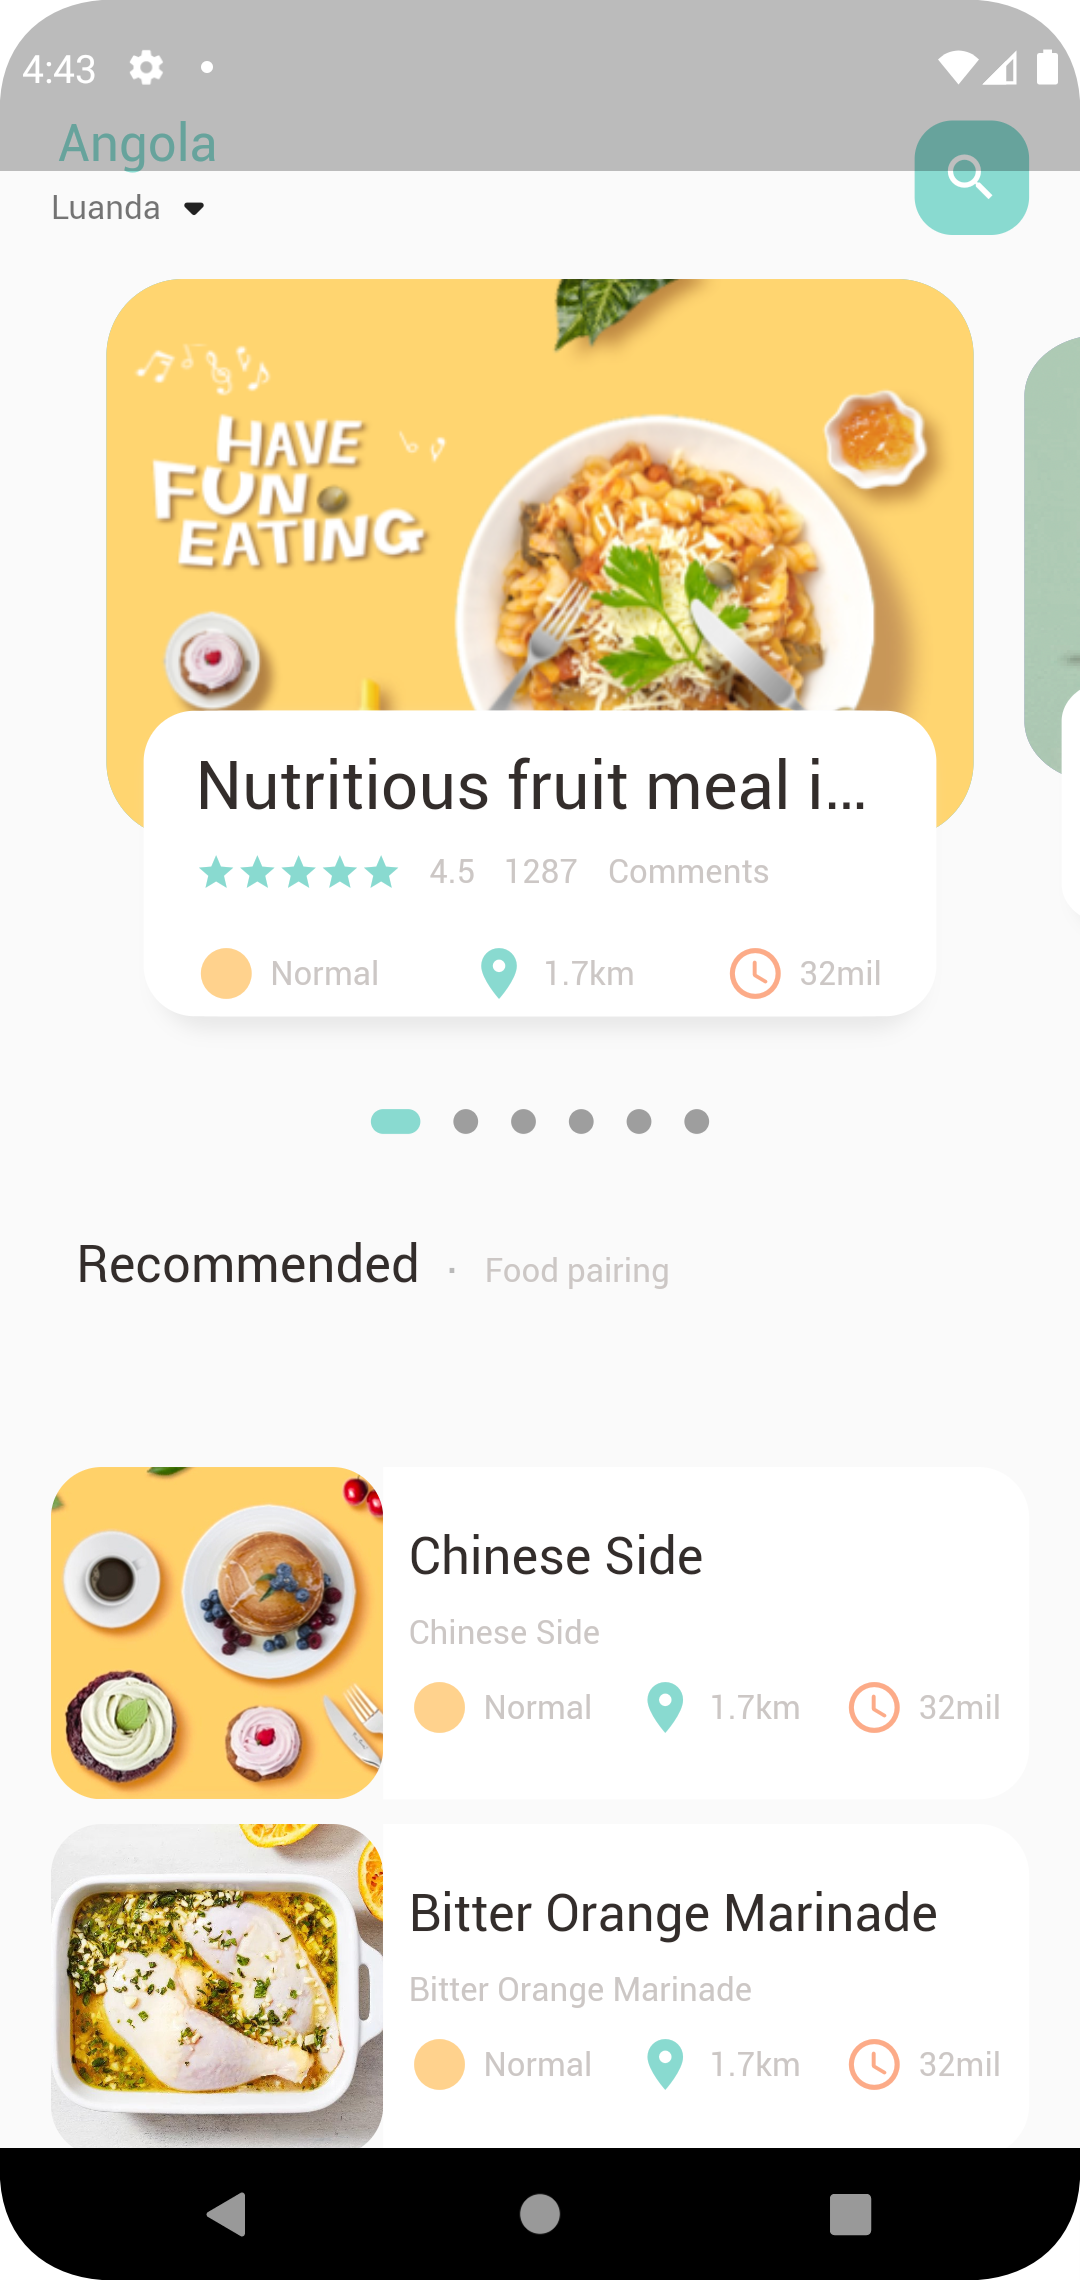 4:43
Angola
Luanda
HAVE
FUN
EATING
Nutritious fruit meal i...
4.5 1287 Comments
Normal 1.7km 32mil
Recommended · Food pairing
Chinese Side
Chinese Side
Normal 1.7km 32mil
Bitter Orange Marinade
Bitter Orange Marinade
Normal 1.7km 32mil